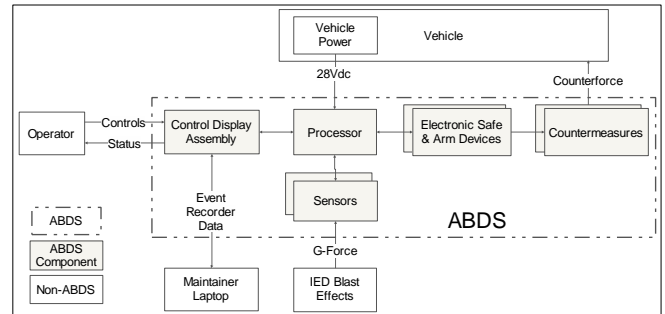 Vehicle
Power
Vehicle
28Vdc
Counterforce
Operator
Controls
Status
Control Display
Assembly
Processor
Electronic Safe
& Arm Devices
Countermeasures
Sensors
ABDS
Event
Recorder
Data
G-Force
ABDS
ABDS
Component
Non-ABDS
Maintainer
Laptop
IED Blast
Effects